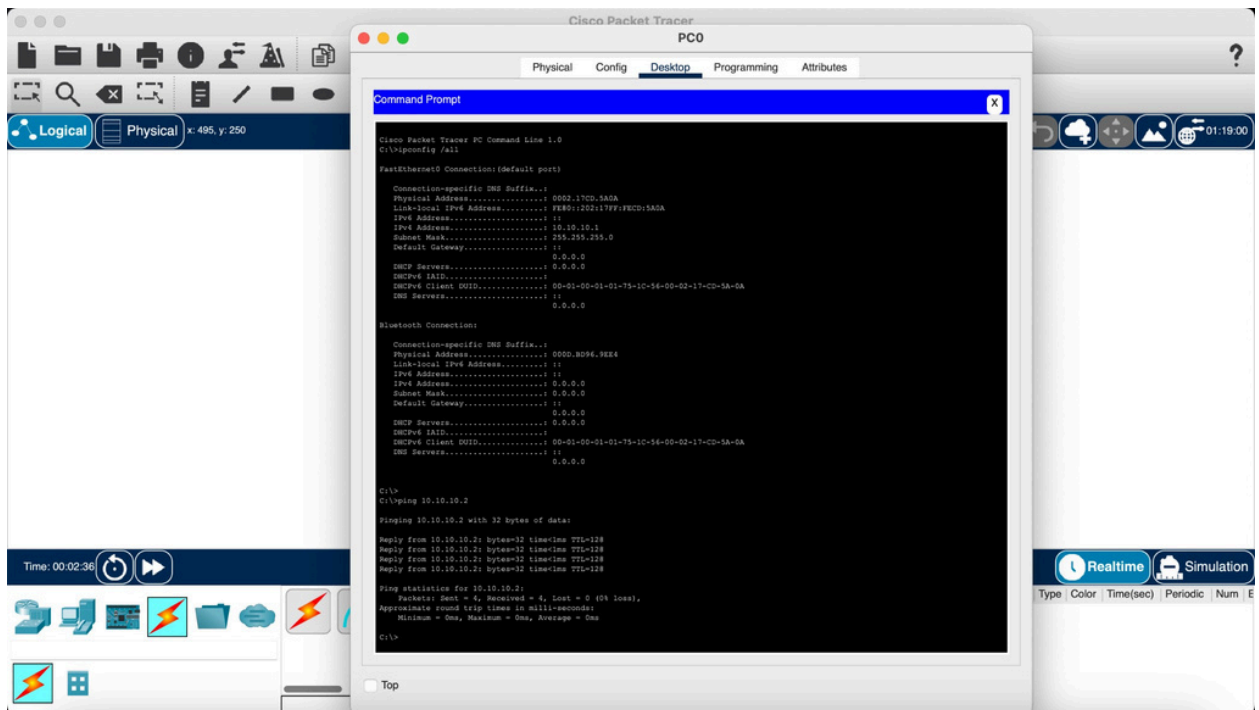 Cisco Packet Tracer
PC0
?
Physical Config Desktop Programming Attributes
Logical Physical x: 495, y: 250
01:19:00
Command Prompt X
Cisco Packet Tracer PC Command Line 1.0
C:\>ipconfig /all
FastEthernet0 Connection:(default port)
Connection-specific DNS Suffix..:
Physical Address................: 0002.17CD.5A0A
Link-local IPv6 Address.........: FE80::202:17FF:FECD:5A0A
IPv6 Address....................: ::
IPv4 Address....................: 10.10.10.1
Subnet Mask.....................: 255.255.255.0
Default Gateway.................: ::
0.0.0.0
DHCP Servers....................: 0.0.0.0
DHCPv6 IAID.....................:
DHCPv6 Client DUID..............: 00-01-00-01-01-75-1C-56-00-02-17-CD-5A-0A
DNS Servers.....................: ::
0.0.0.0
Bluetooth Connection:
Connection-specific DNS Suffix..:
Physical Address................: 000D.BD96.9EE4
Link-local IPv6 Address.........: ::
IPv6 Address....................: ::
IPv4 Address....................: 0.0.0.0
Subnet Mask.....................: 0.0.0.0
Default Gateway.................: ::
0.0.0.0
DHCP Servers....................: 0.0.0.0
DHCPv6 IAID.....................:
DHCPv6 Client DUID..............: 00-01-00-01-01-75-1C-56-00-02-17-CD-5A-0A
DNS Servers.....................: ::
0.0.0.0
C:\>
C:\>ping 10.10.10.2
Pinging 10.10.10.2 with 32 bytes of data:
Reply from 10.10.10.2: bytes=32 time<1ms TTL=128
Reply from 10.10.10.2: bytes=32 time<1ms TTL=128
Reply from 10.10.10.2: bytes=32 time<1ms TTL=128
Reply from 10.10.10.2: bytes=32 time<1ms TTL=128
Ping statistics for 10.10.10.2:
Packets: Sent = 4, Received = 4, Lost = 0 (0% loss),
Approximate round trip times in milli-seconds:
Minimum = 0ms, Maximum = 0ms, Average = 0ms
C:\>
Time: 00:02:36
Realtime Simulation
Type Color Time(sec) Periodic Num E
Top